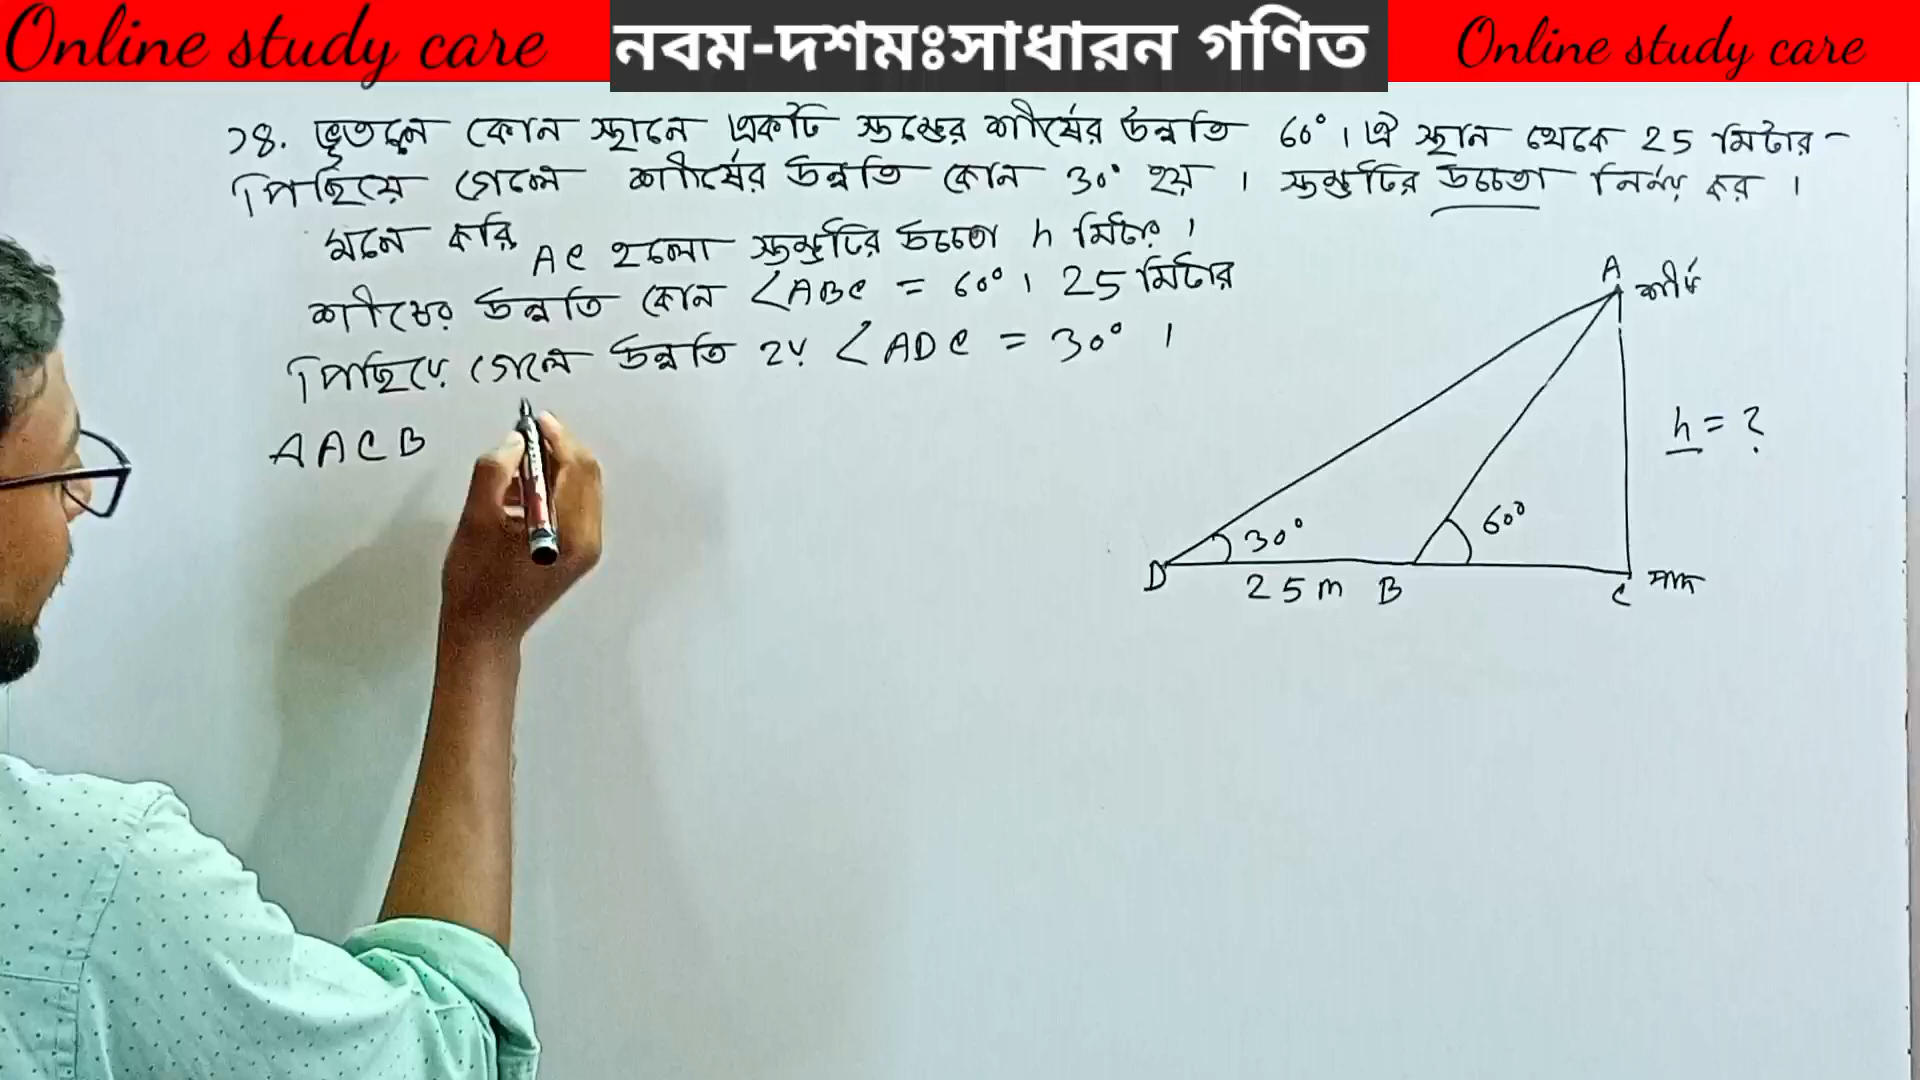 Online study care নবম-দশমঃসাধারন গণিত Online study care
১৪. ভূতলে কোন স্থানে একটি স্তম্ভের শীর্ষের উন্নতি 60°। ঐ স্থান থেকে 25 মিটার-
পিছিয়ে গেলে শীর্ষের উন্নতি কোন 30° হয়। স্তম্ভটির উচ্চতা নির্ণয় কর।
মনে করি, AC হলো স্তম্ভটির উচ্চতা h মিটার।
শীর্ষের উন্নতি কোন ∠ABC = 60°। 25 মিটার
পিছিয়ে গেলে উন্নতি হয় ∠ADC = 30° ।
∆ACB
A শীর্ষ
h = ?
30°
60°
D 25 m B C পাদ